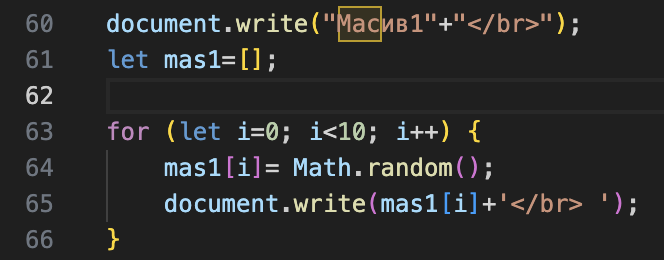 60 document.write("Масив1"+"</br>");
61 let mas1=[];
62
63 for (let i=0; i<10; i++) {
64 mas1[i]= Math.random();
65 document.write(mas1[i]+'</br> ');
66 }